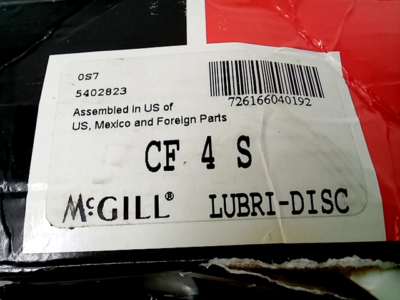 0S7
5402823
726166040192
Assembled in US of
US, Mexico and Foreign Parts
CF 4 S
McGILL® LUBRI-DISC